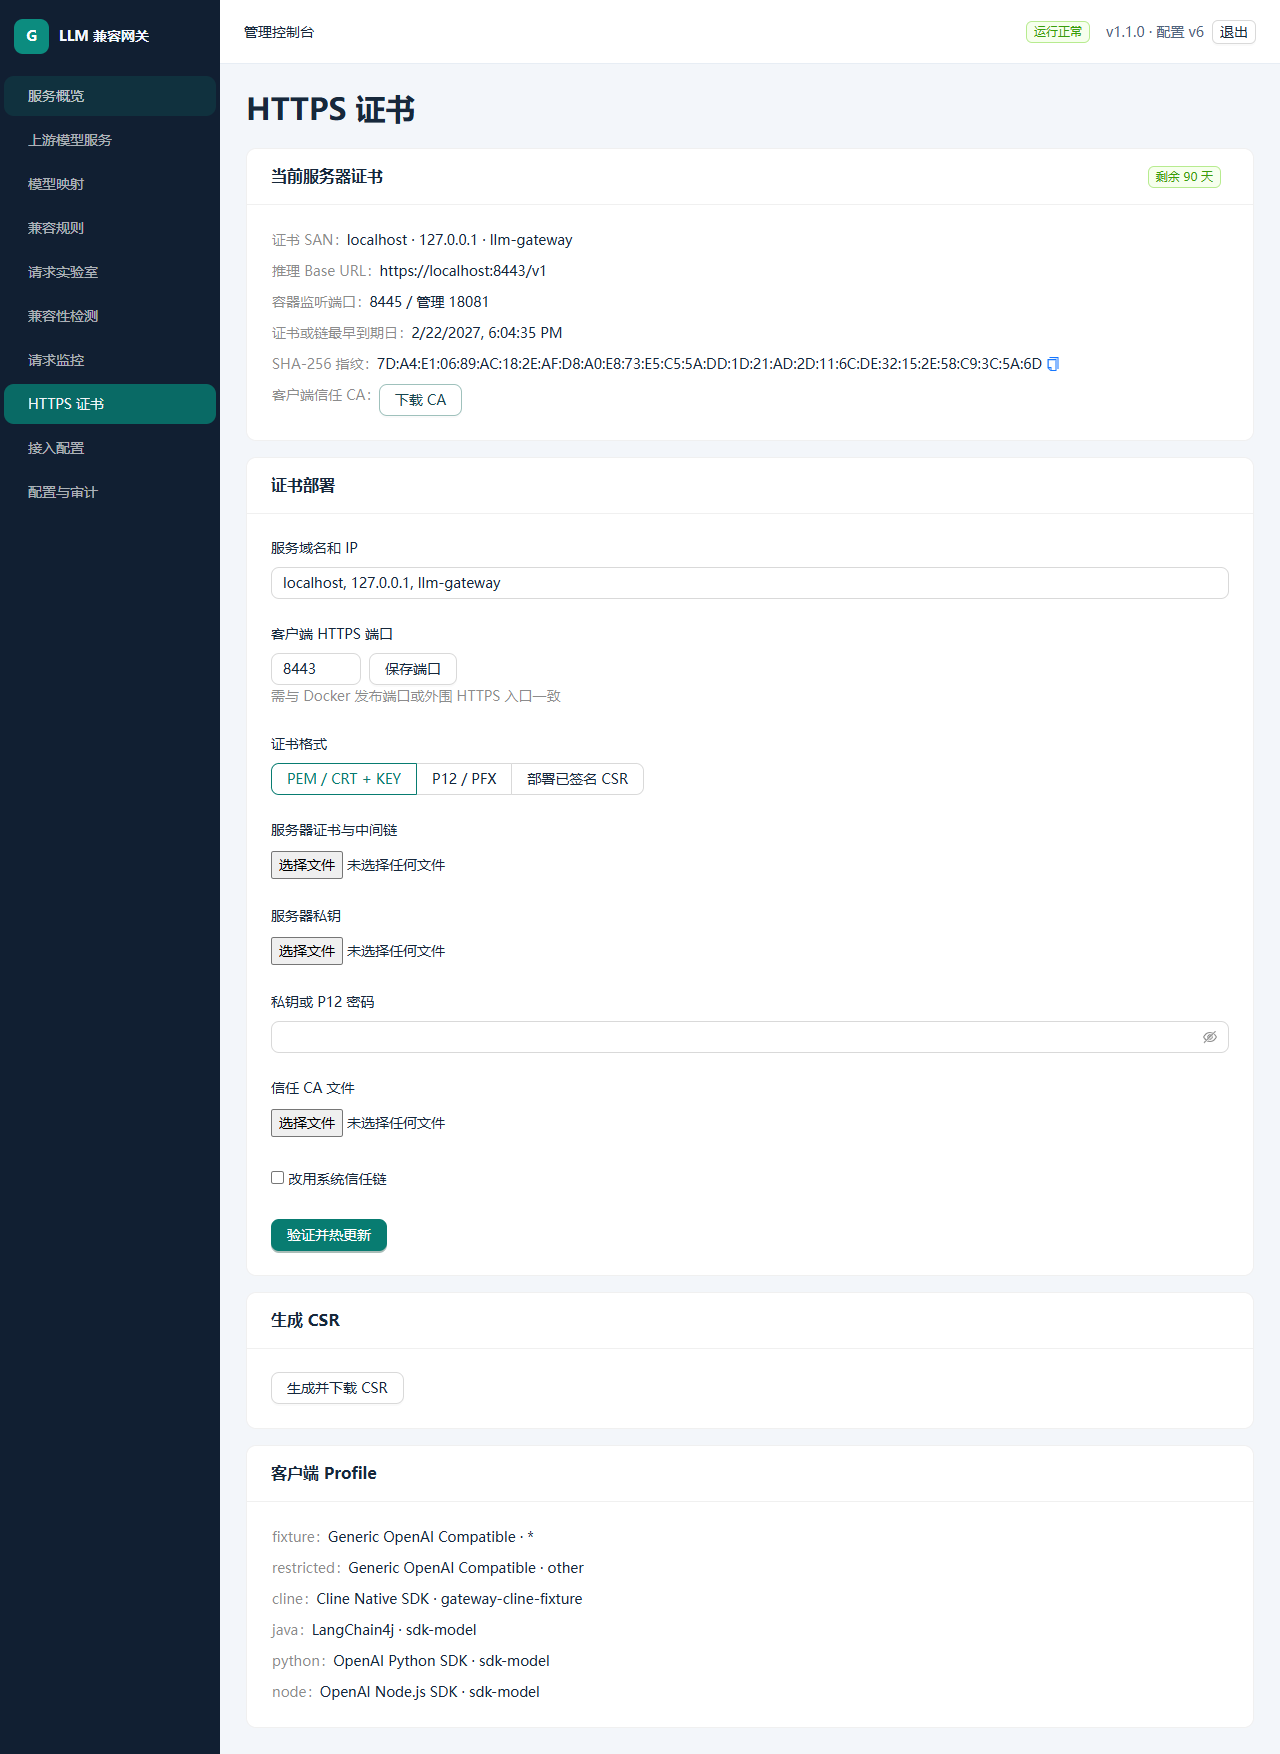 G LLM 兼容网关
服务概览
上游模型服务
模型映射
兼容规则
请求实验室
兼容性检测
请求监控
HTTPS 证书
接入配置
配置与审计
管理控制台 运行正常 v1.1.0 · 配置 v6 退出
HTTPS 证书
当前服务器证书 剩余 90 天
证书 SAN: localhost · 127.0.0.1 · llm-gateway
推理 Base URL: https://localhost:8443/v1
容器监听端口: 8445 / 管理 18081
证书或链最早到期日: 2/22/2027, 6:04:35 PM
SHA-256 指纹: 7D:A4:E1:06:89:AC:18:2E:AF:D8:A0:E8:73:E5:C5:5A:DD:1D:21:AD:2D:11:6C:DE:32:15:2E:58:C9:3C:5A:6D
客户端信任 CA: 下载 CA
证书部署
服务域名和 IP
localhost, 127.0.0.1, llm-gateway
客户端 HTTPS 端口
8443 保存端口
需与 Docker 发布端口或外围 HTTPS 入口一致
证书格式
PEM / CRT + KEY P12 / PFX 部署已签名 CSR
服务器证书与中间链
选择文件 未选择任何文件
服务器私钥
选择文件 未选择任何文件
私钥或 P12 密码
信任 CA 文件
选择文件 未选择任何文件
改用系统信任链
验证并热更新
生成 CSR
生成并下载 CSR
客户端 Profile
fixture: Generic OpenAI Compatible · *
restricted: Generic OpenAI Compatible · other
cline: Cline Native SDK · gateway-cline-fixture
java: LangChain4j · sdk-model
python: OpenAI Python SDK · sdk-model
node: OpenAI Node.js SDK · sdk-model